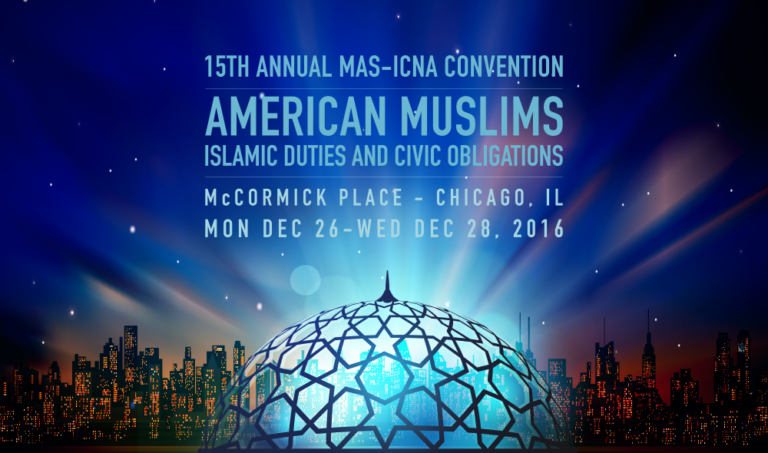 15TH ANNUAL MAS-ICNA CONVENTION
AMERICAN MUSLIMS
ISLAMIC DUTIES AND CIVIC OBLIGATIONS
McCORMICK PLACE - CHICAGO, IL
MON DEC 26-WED DEC 28, 2016